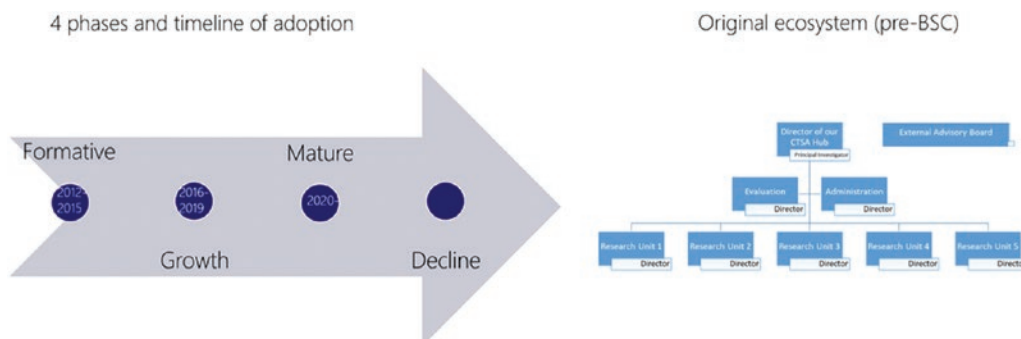 4 phases and timeline of adoption
Original ecosystem (pre-BSC)
Formative
Mature
2012-
2015
2016-
2019
2020-
Growth
Decline
Director of our
CTSA Hub
Principal Investigator
External Advisory Board
Evaluation
Director
Administration
Director
Research Unit 1
Director
Research Unit 2
Director
Research Unit 3
Director
Research Unit 4
Director
Research Unit 5
Director